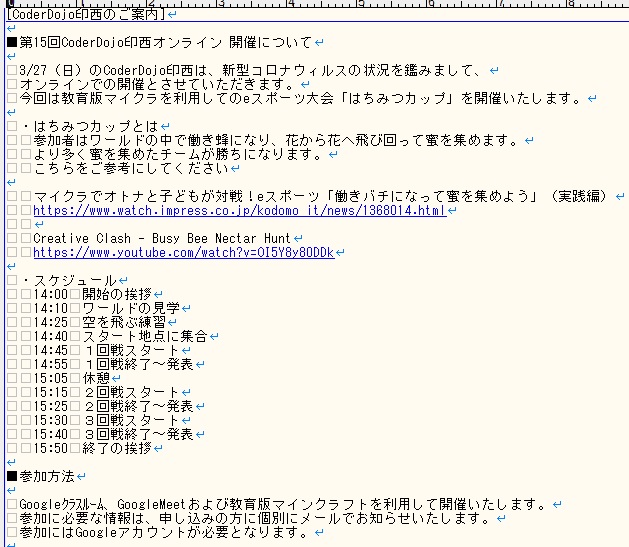 [CoderDojo印西のご案内]
■第15回CoderDojo印西オンライン 開催について
3/27（日）のCoderDojo印西は、新型コロナウィルスの状況を鑑みまして、
オンラインでの開催とさせていただきます。
今回は教育版マイクラを利用してのeスポーツ大会「はちみつカップ」を開催いたします。
・はちみつカップとは
参加者はワールドの中で働き蜂になり、花から花へ飛び回って蜜を集めます。
より多く蜜を集めたチームが勝ちになります。
こちらをご参考にしてください
マイクラでオトナと子どもが対戦！eスポーツ「働きバチになって蜜を集めよう」（実践編）
https://www.watch.impress.co.jp/kodomo_it/news/1368014.html
Creative Clash - Busy Bee Nectar Hunt
https://www.youtube.com/watch?v=OI5Y8y8ODDk
・スケジュール
14:00　開始の挨拶
14:10　ワールドの見学
14:25　空を飛ぶ練習
14:40　スタート地点に集合
14:45　１回戦スタート
14:55　１回戦終了～発表
15:05　休憩
15:15　２回戦スタート
15:25　２回戦終了～発表
15:30　３回戦スタート
15:40　３回戦終了～発表
15:50　終了の挨拶
■参加方法
Googleｸﾗｽﾙｰﾑ、GoogleMeetおよび教育版マインクラフトを利用して開催いたします。
参加に必要な情報は、申し込みの方に個別にメールでお知らせいたします。
参加にはGoogleアカウントが必要となります。